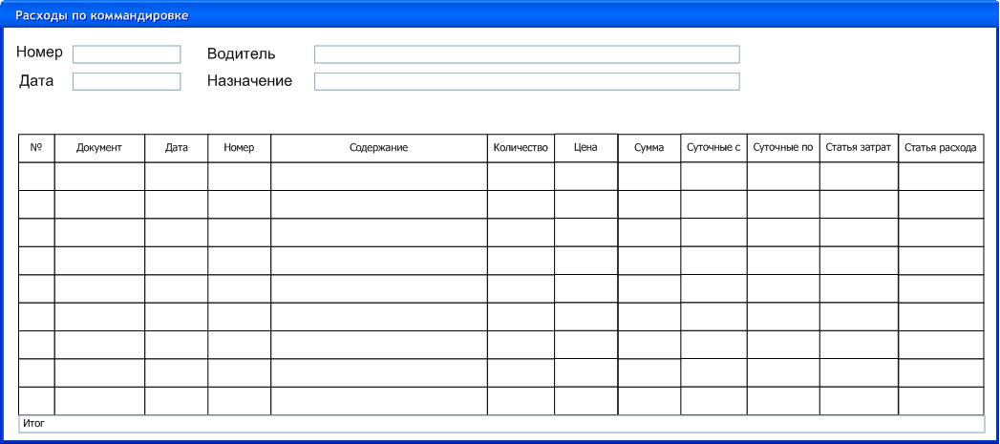 Расходы по коммандировке
Номер Водитель
Дата Назначение
№ Документ Дата Номер Содержание Количество Цена Сумма Суточные с Суточные по Статья затрат Статья расхода
Итог